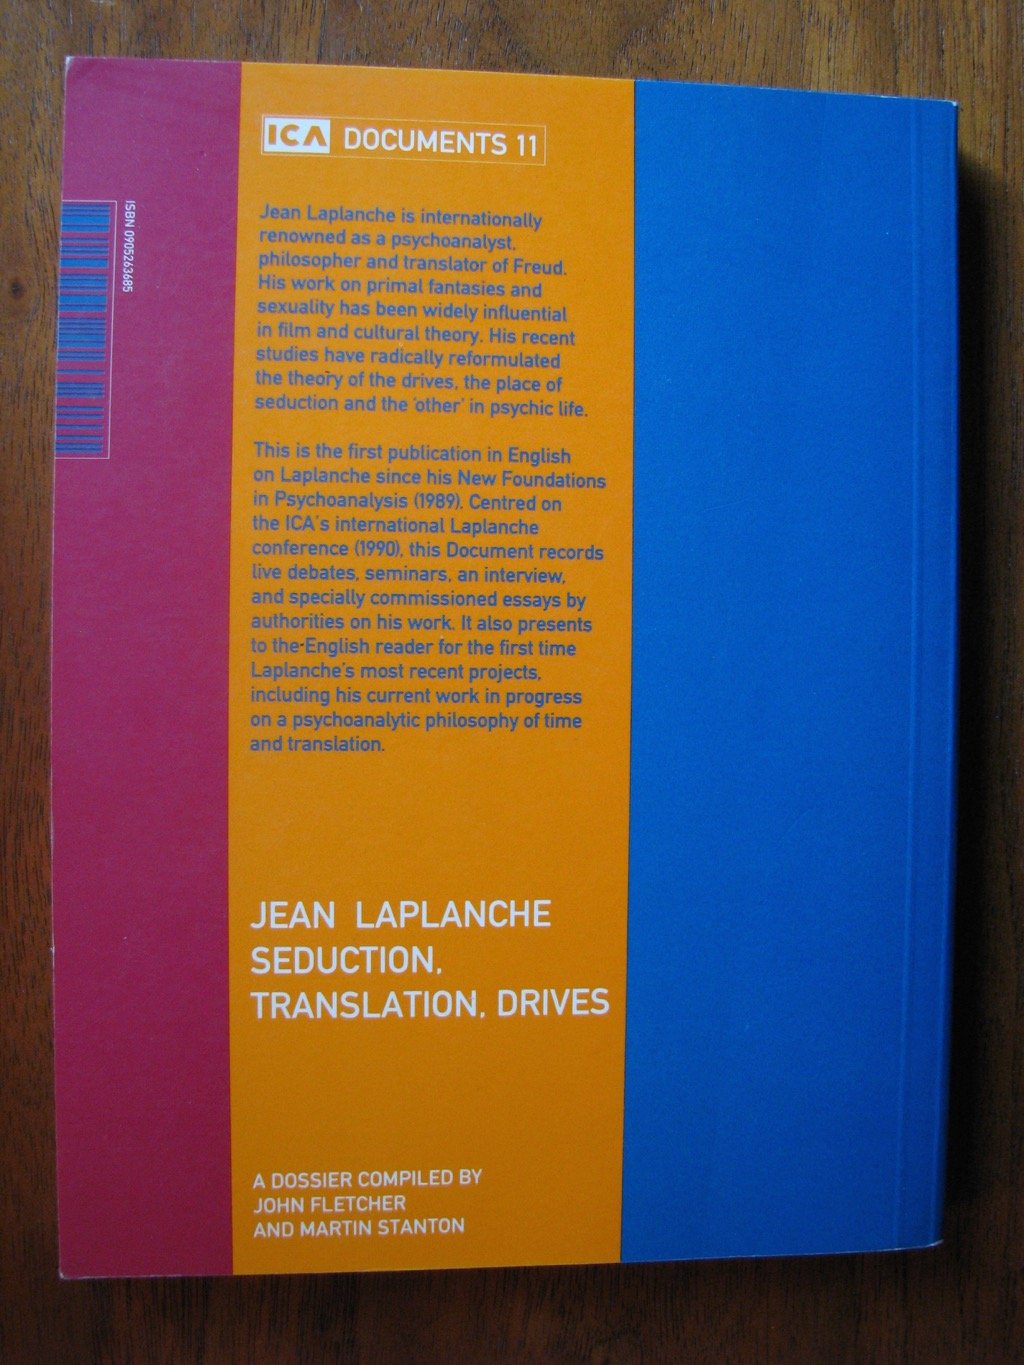 ICA DOCUMENTS 11
ISBN 0905263685
Jean Laplanche is internationally
renowned as a psychoanalyst,
philosopher and translator of Freud.
His work on primal fantasies and
sexuality has been widely influential
in film and cultural theory. His recent
studies have radically reformulated
the theory of the drives, the place of
seduction and the 'other' in psychic life.
This is the first publication in English
on Laplanche since his New Foundations
in Psychoanalysis (1989). Centred on
the ICA's international Laplanche
conference (1990), this Document records
live debates, seminars, an interview,
and specially commissioned essays by
authorities on his work. It also presents
to the English reader for the first time
Laplanche's most recent projects,
including his current work in progress
on a psychoanalytic philosophy of time
and translation.
JEAN LAPLANCHE
SEDUCTION,
TRANSLATION, DRIVES
A DOSSIER COMPILED BY
JOHN FLETCHER
AND MARTIN STANTON